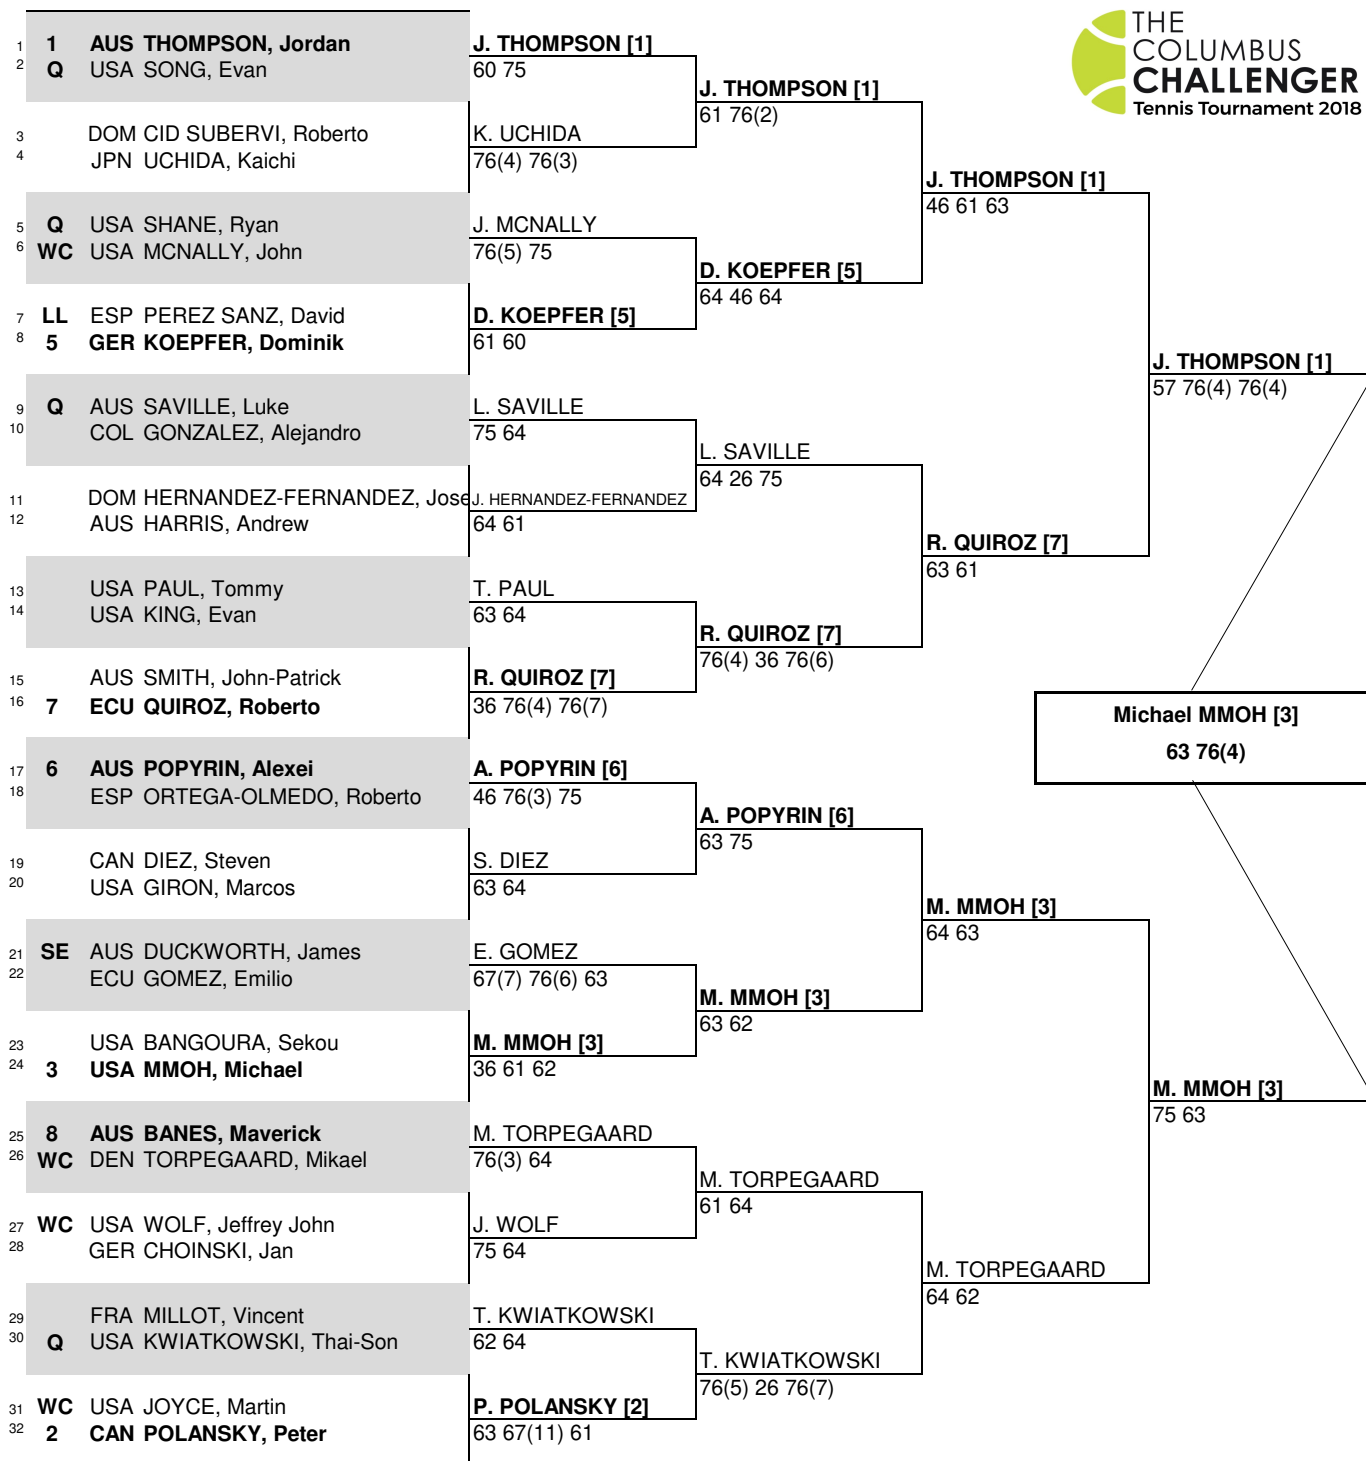 THE
COLUMBUS
CHALLENGER
Tennis Tournament 2018
1 1 AUS THOMPSON, Jordan
2 Q USA SONG, Evan
3 DOM CID SUBERVI, Roberto
4 JPN UCHIDA, Kaichi
5 Q USA SHANE, Ryan
6 WC USA MCNALLY, John
7 LL ESP PEREZ SANZ, David
8 5 GER KOEPFER, Dominik
9 Q AUS SAVILLE, Luke
10 COL GONZALEZ, Alejandro
11 DOM HERNANDEZ-FERNANDEZ, Jose
12 AUS HARRIS, Andrew
13 USA PAUL, Tommy
14 USA KING, Evan
15 AUS SMITH, John-Patrick
16 7 ECU QUIROZ, Roberto
17 6 AUS POPYRIN, Alexei
18 ESP ORTEGA-OLMEDO, Roberto
19 CAN DIEZ, Steven
20 USA GIRON, Marcos
21 SE AUS DUCKWORTH, James
22 ECU GOMEZ, Emilio
23 USA BANGOURA, Sekou
24 3 USA MMOH, Michael
25 8 AUS BANES, Maverick
26 WC DEN TORPEGAARD, Mikael
27 WC USA WOLF, Jeffrey John
28 GER CHOINSKI, Jan
29 FRA MILLOT, Vincent
30 Q USA KWIATKOWSKI, Thai-Son
31 WC USA JOYCE, Martin
32 2 CAN POLANSKY, Peter
J. THOMPSON [1]
60 75
K. UCHIDA
76(4) 76(3)
J. MCNALLY
76(5) 75
D. KOEPFER [5]
61 60
L. SAVILLE
75 64
J. HERNANDEZ-FERNANDEZ
64 61
T. PAUL
63 64
R. QUIROZ [7]
36 76(4) 76(7)
A. POPYRIN [6]
46 76(3) 75
S. DIEZ
63 64
E. GOMEZ
67(7) 76(6) 63
M. MMOH [3]
36 61 62
M. TORPEGAARD
76(3) 64
J. WOLF
75 64
T. KWIATKOWSKI
62 64
P. POLANSKY [2]
63 67(11) 61
J. THOMPSON [1]
61 76(2)
D. KOEPFER [5]
64 46 64
L. SAVILLE
64 26 75
R. QUIROZ [7]
76(4) 36 76(6)
A. POPYRIN [6]
63 75
M. MMOH [3]
63 62
M. TORPEGAARD
61 64
T. KWIATKOWSKI
76(5) 26 76(7)
J. THOMPSON [1]
46 61 63
R. QUIROZ [7]
63 61
M. MMOH [3]
64 63
M. TORPEGAARD
64 62
J. THOMPSON [1]
57 76(4) 76(4)
M. MMOH [3]
75 63
Michael MMOH [3]
63 76(4)